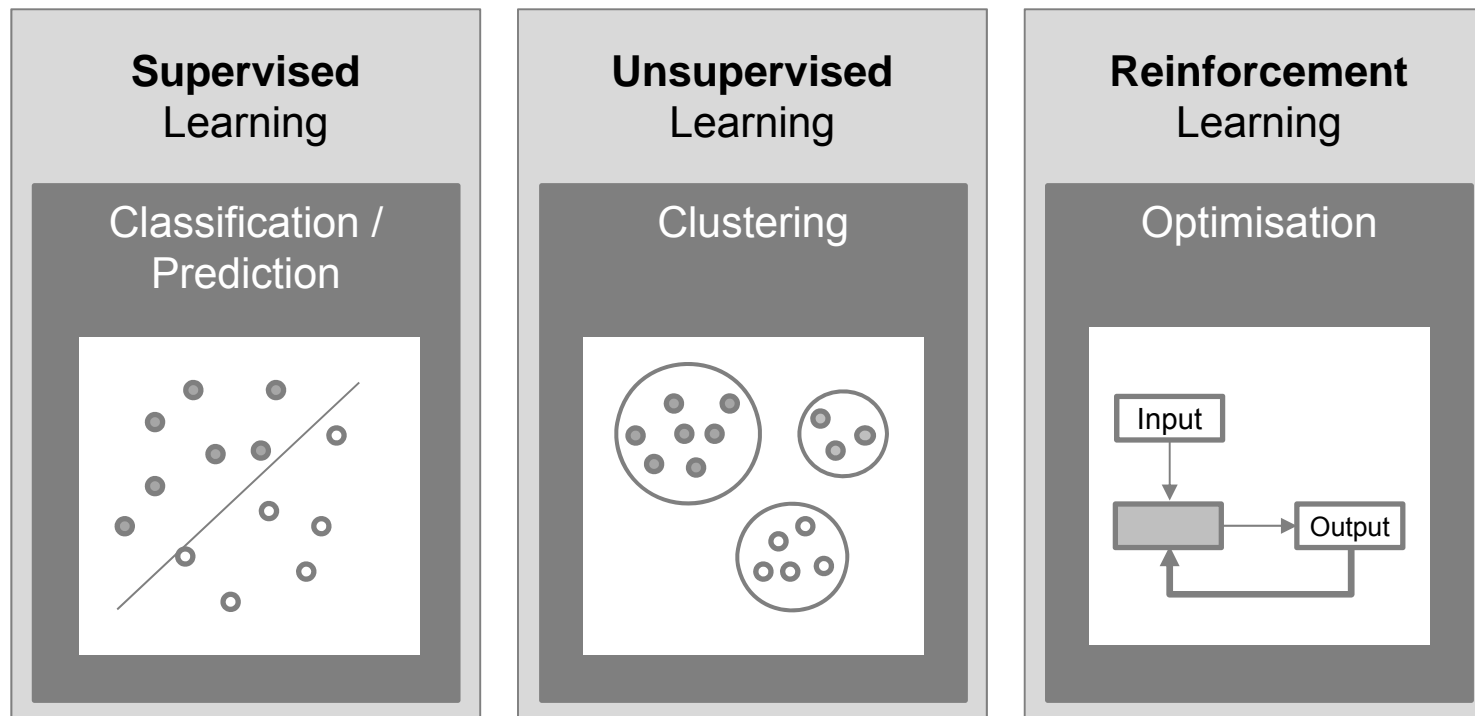 Supervised
Learning
Classification /
Prediction
Unsupervised
Learning
Clustering
Reinforcement
Learning
Optimisation
Input
Output